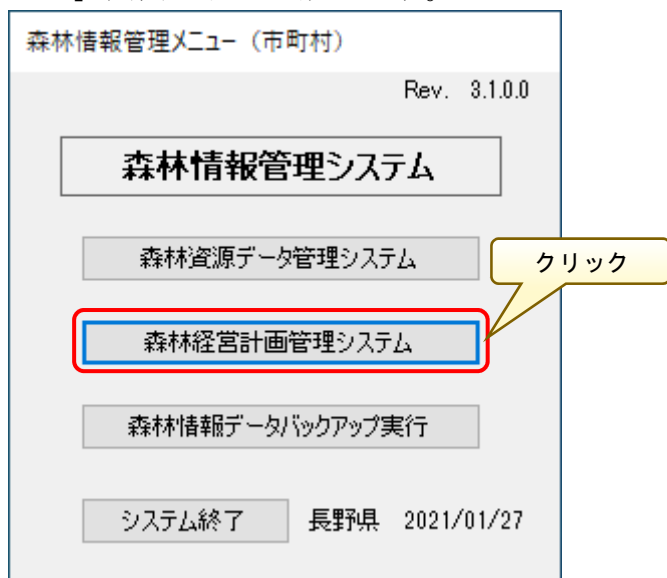 森林情報管理メニュー（市町村）
Rev. 3.1.0.0
森林情報管理システム
森林資源データ管理システム
クリック
森林経営計画管理システム
森林情報データバックアップ実行
システム終了 長野県 2021/01/27